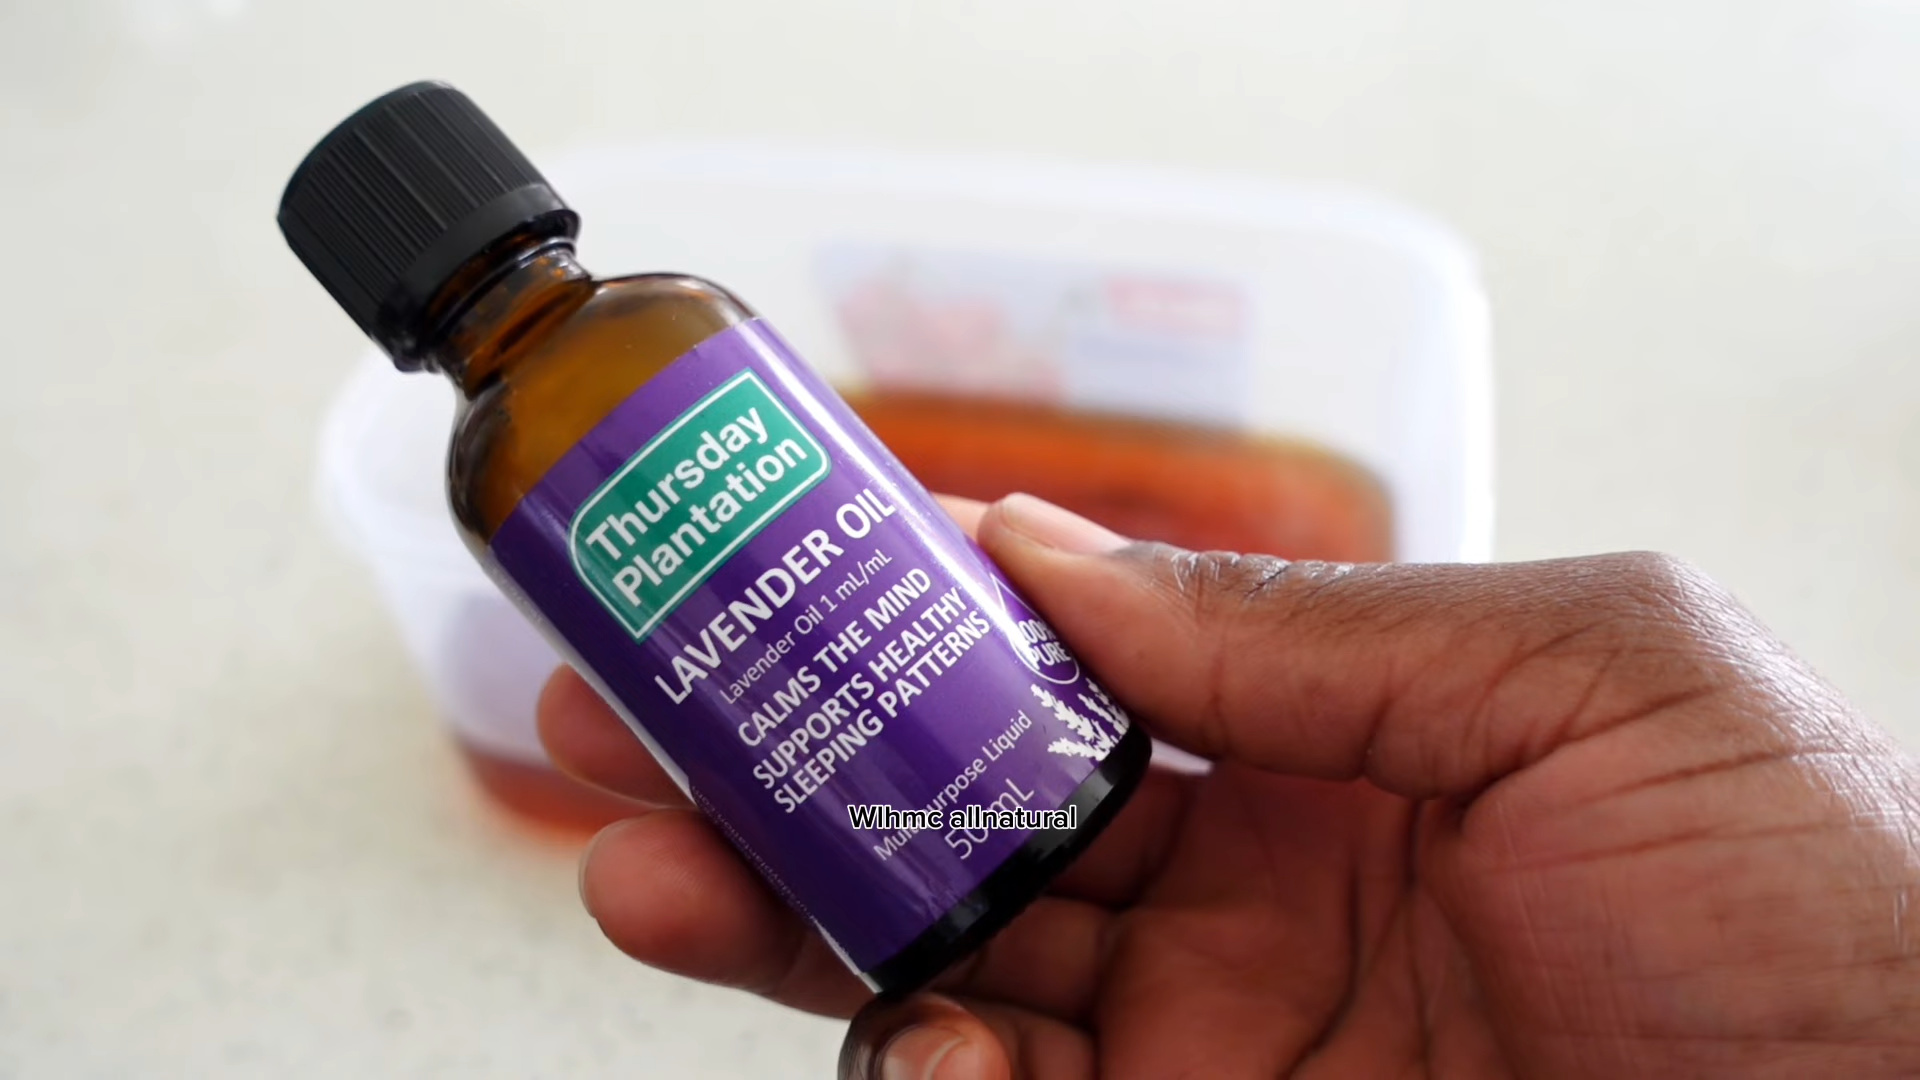 Thursday
Plantation
LAVENDER OIL
Lavender Oil 1 mL/mL
CALMS THE MIND
SUPPORTS HEALTHY
SLEEPING PATTERNS
PURE
Multipurpose Liquid
50mL
Wlhmc allnatural